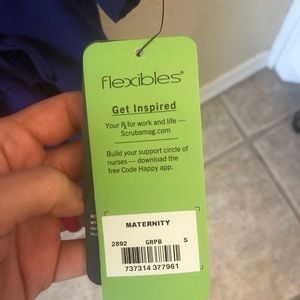 flexibles®
Get Inspired
Your ℞ for work and life —
Scrubsmag.com
Build your support circle of
nurses — download the
free Code Happy app.
MATERNITY
2892 GRPB S
737314 377961